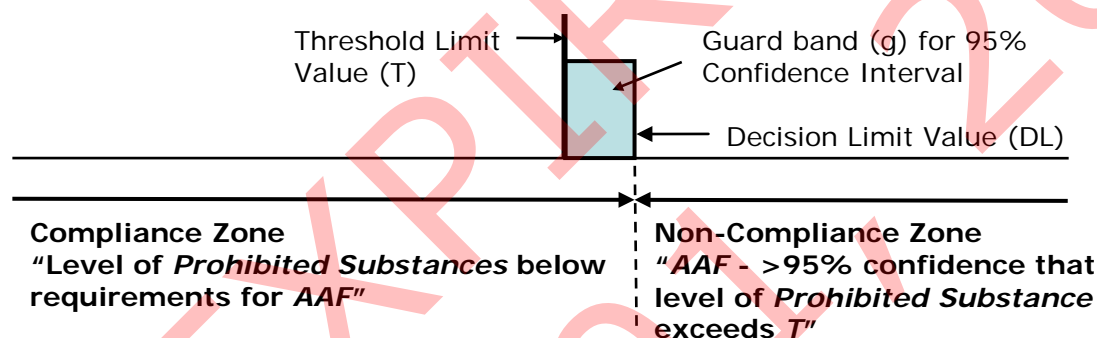 Threshold Limit
Value (T)
Guard band (g) for 95%
Confidence Interval
Decision Limit Value (DL)
Compliance Zone
“Level of Prohibited Substances below
requirements for AAF”
Non-Compliance Zone
“AAF - >95% confidence that
level of Prohibited Substance
exceeds T”